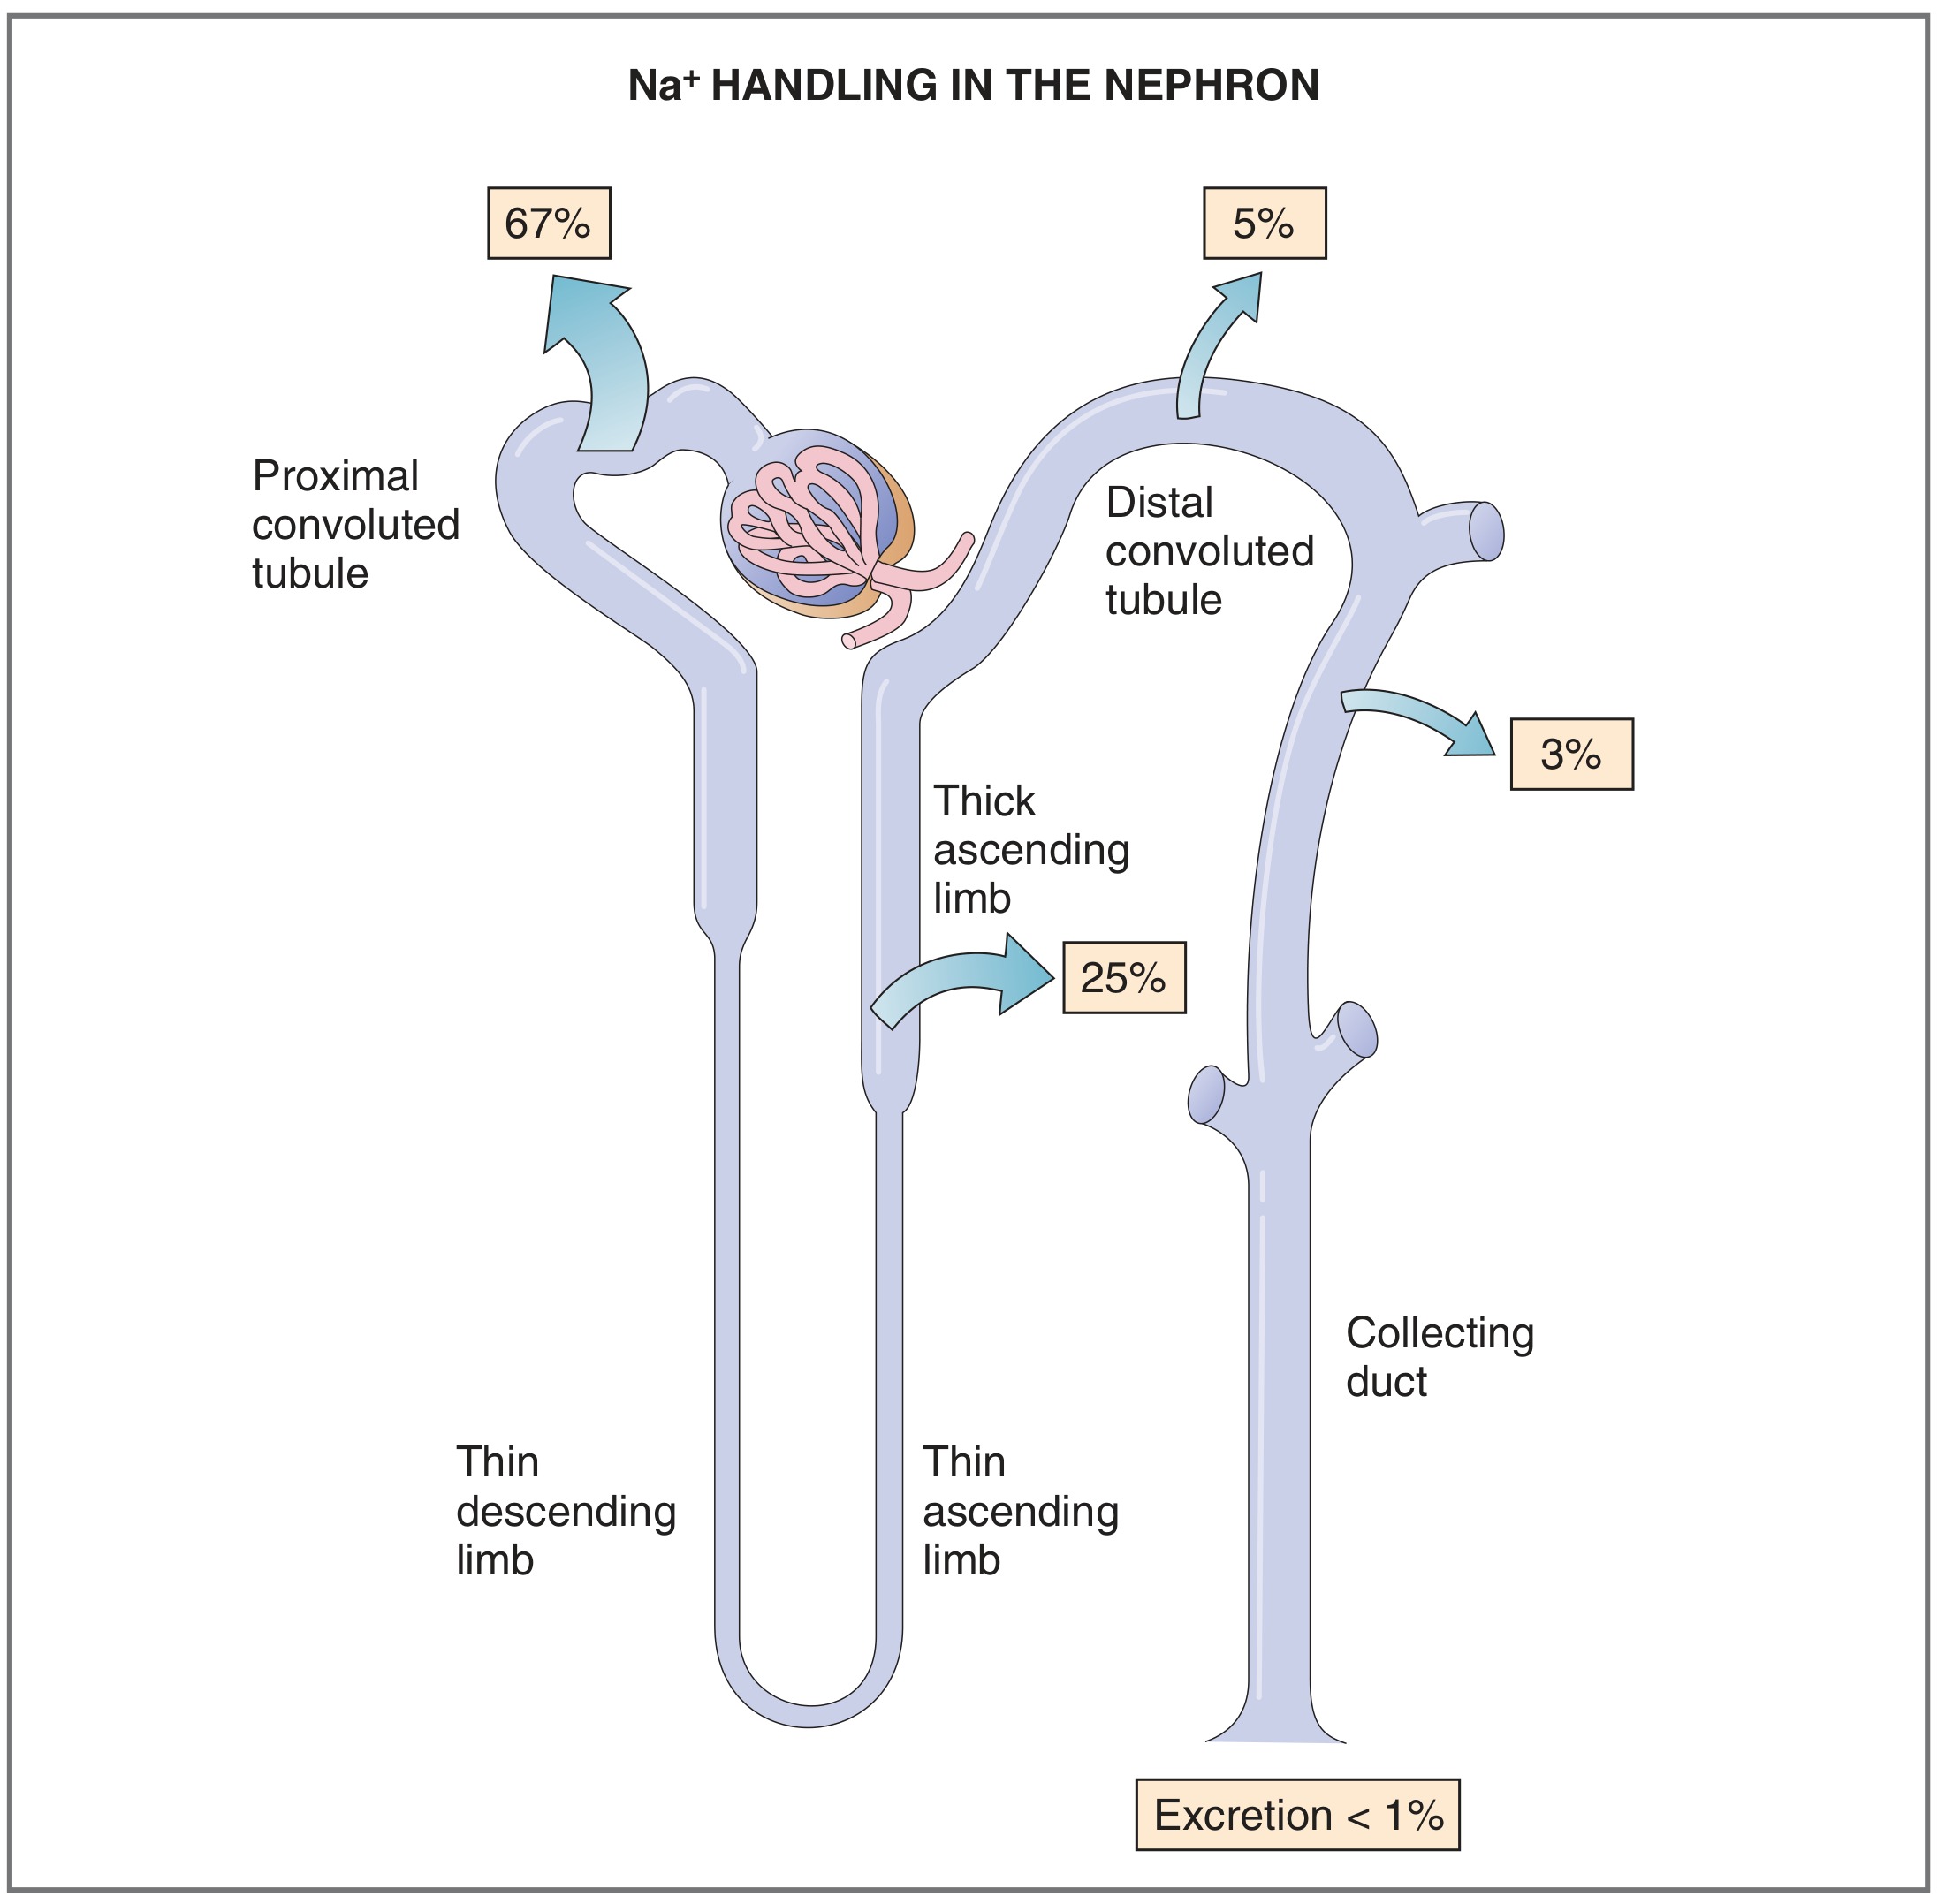 Na⁺ HANDLING IN THE NEPHRON
67%
5%
Proximal
convoluted
tubule
Distal
convoluted
tubule
3%
Thick
ascending
limb
25%
Collecting
duct
Thin
descending
limb
Thin
ascending
limb
Excretion < 1%